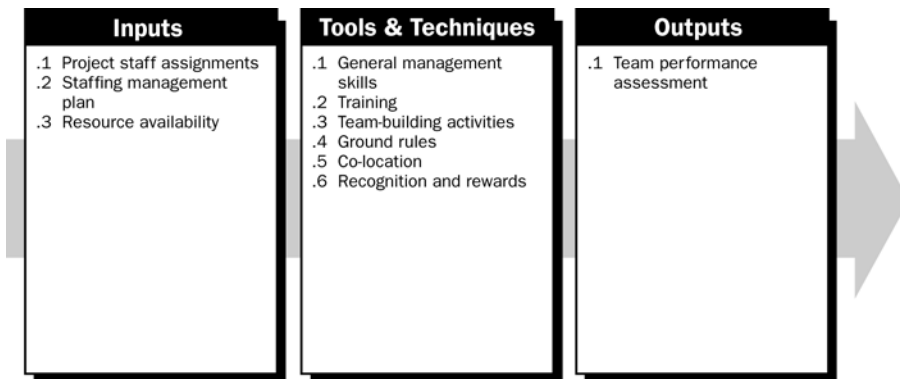 Inputs
.1 Project staff assignments
.2 Staffing management
plan
.3 Resource availability
Tools & Techniques
.1 General management
skills
.2 Training
.3 Team-building activities
.4 Ground rules
.5 Co-location
.6 Recognition and rewards
Outputs
.1 Team performance
assessment